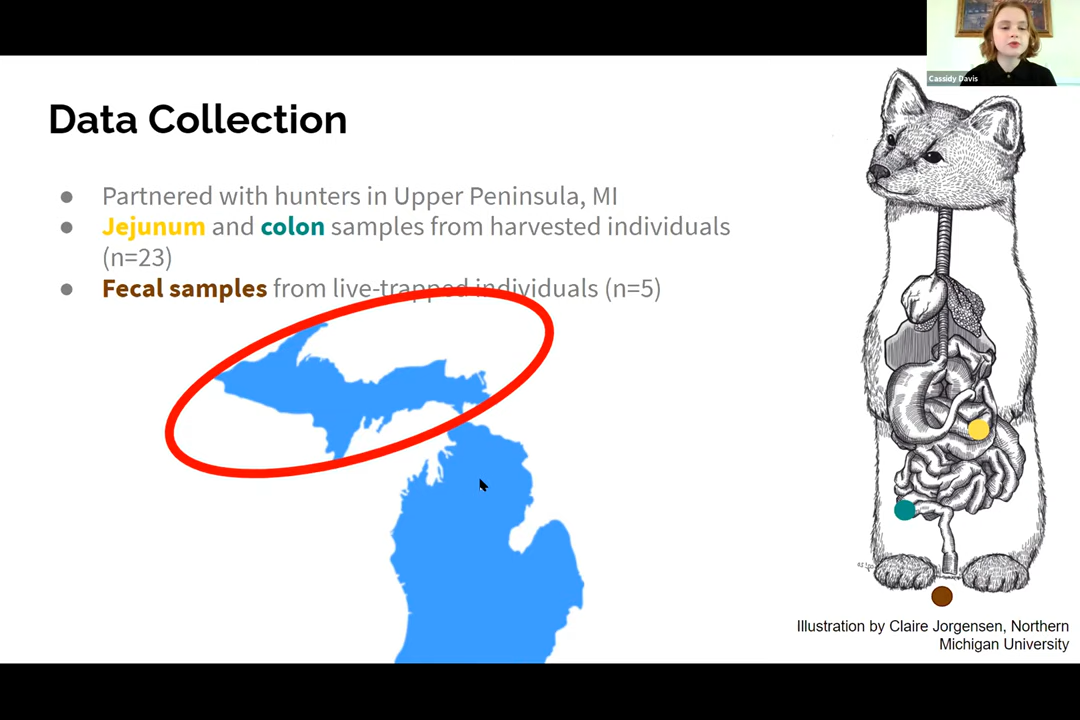 Cassidy Davis
Data Collection
● Partnered with hunters in Upper Peninsula, MI
● Jejunum and colon samples from harvested individuals
(n=23)
● Fecal samples from live-trapped individuals (n=5)
Illustration by Claire Jorgensen, Northern
Michigan University